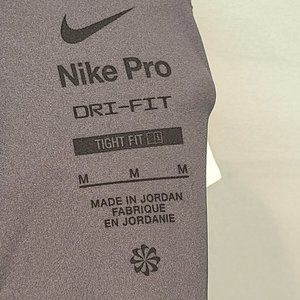 Nike Pro
DRI-FIT
TIGHT FIT
M M M
MADE IN JORDAN
FABRIQUE
EN JORDANIE